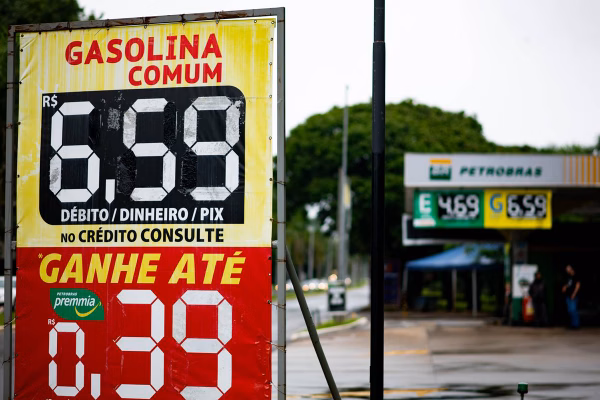 GASOLINA
COMUM
R$ 6,59
DÉBITO / DINHEIRO / PIX
NO CRÉDITO CONSULTE
*GANHE ATÉ
PETROBRAS
premmia
R$ 0,39
PETROBRAS
E 4.69 G 6.59